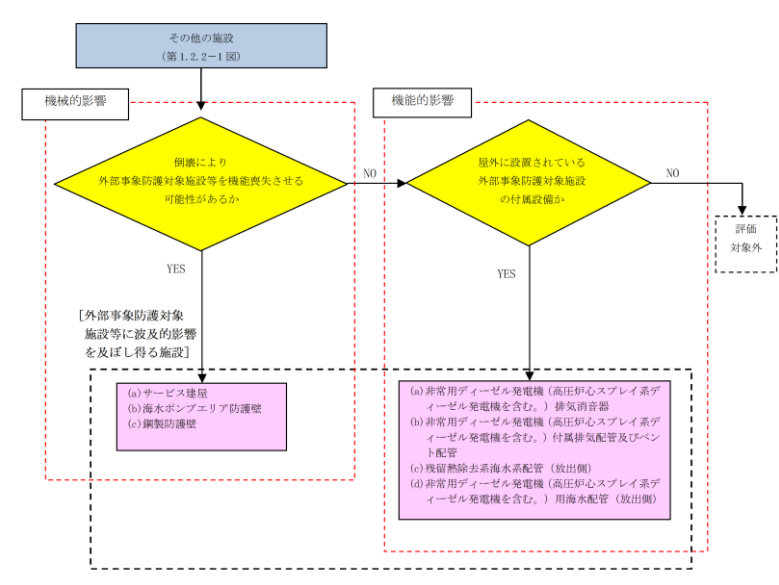 その他の施設
(第1.2.2－1図)
機械的影響
機能的影響
倒壊により
外部事象防護対象施設等を機能喪失させる
可能性があるか
NO
屋外に設置されている
外部事象防護対象施設
の付属設備か
NO
評価
対象外
YES
YES
[外部事象防護対象
施設等に波及的影響
を及ぼし得る施設]
(a)サービス建屋
(b)海水ポンプエリア防護壁
(c)鋼製防護壁
(a)非常用ディーゼル発電機(高圧炉心スプレイ系デ
ィーゼル発電機を含む。)排気消音器
(b)非常用ディーゼル発電機(高圧炉心スプレイ系デ
ィーゼル発電機を含む。)付属排気配管及びベン
ト配管
(c)残留熱除去系海水系配管(放出側)
(d)非常用ディーゼル発電機(高圧炉心スプレイ系デ
ィーゼル発電機を含む。)用海水配管(放出側)